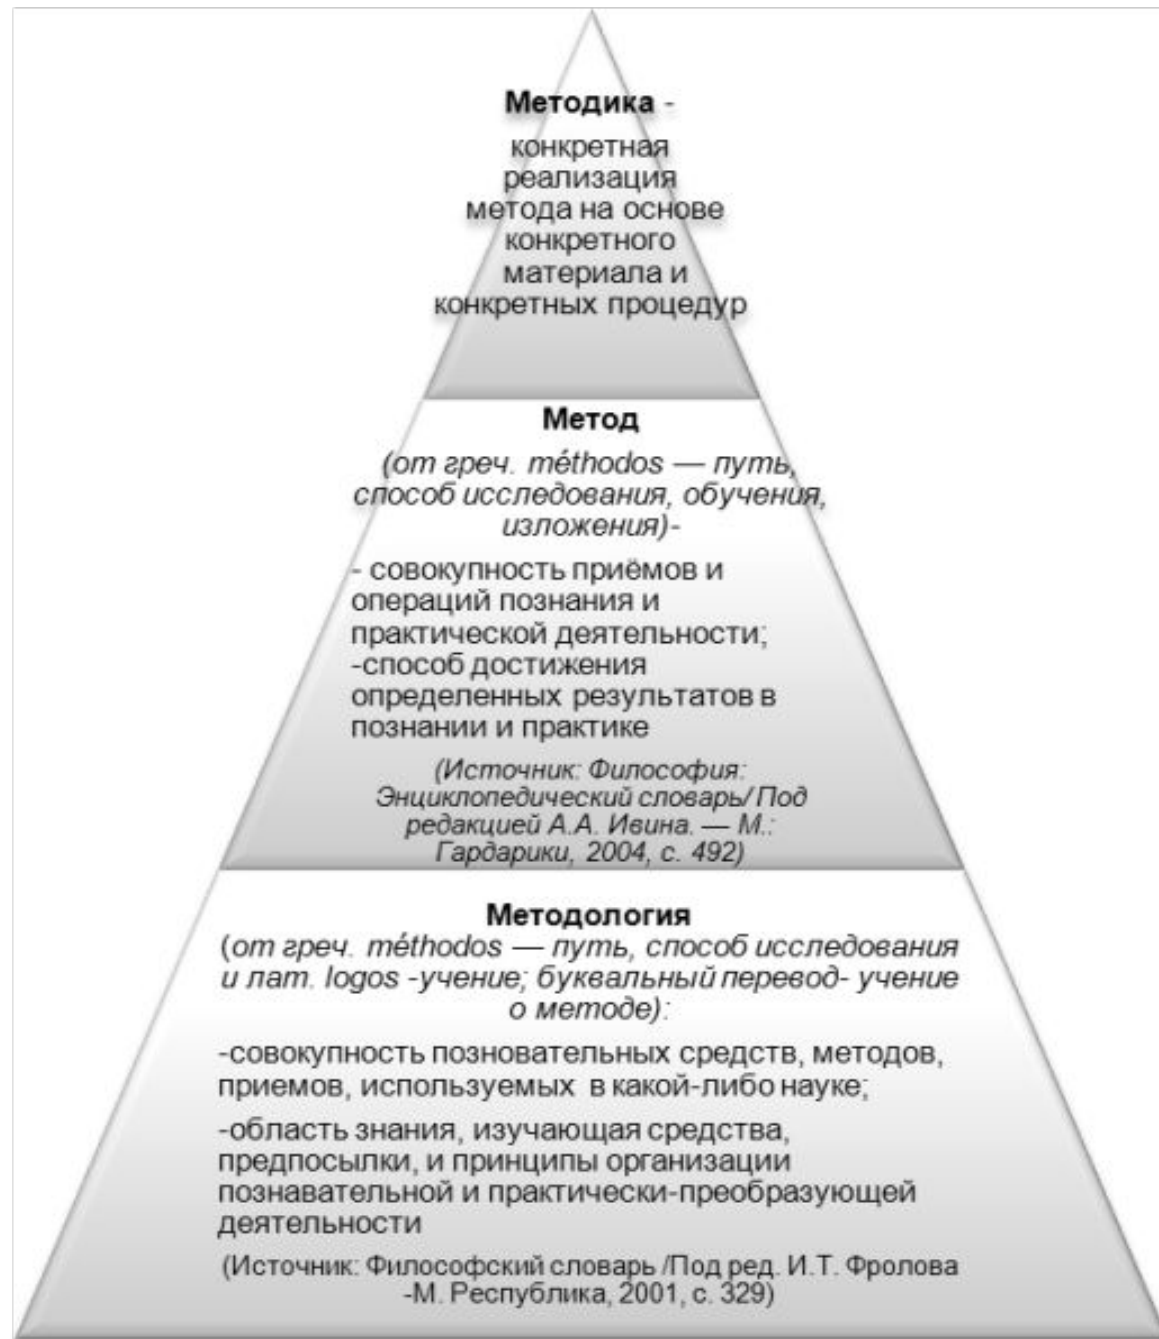 Методика -
конкретная
реализация
метода на основе
конкретного
материала и
конкретных процедур
Метод
(от греч. méthodos — путь,
способ исследования, обучения,
изложения)-
- совокупность приёмов и
операций познания и
практической деятельности;
-способ достижения
определенных результатов в
познании и практике
(Источник: Философия:
Энциклопедический словарь/ Под
редакцией А.А. Ивина. — М.:
Гардарики, 2004, с. 492)
Методология
(от греч. méthodos — путь, способ исследования
и лат. logos -учение; буквальный перевод- учение
о методе):
-совокупность позновательных средств, методов,
приемов, используемых в какой-либо науке;
-область знания, изучающая средства,
предпосылки, и принципы организации
познавательной и практически-преобразующей
деятельности
(Источник: Философский словарь /Под ред. И.Т. Фролова
-М. Республика, 2001, с. 329)